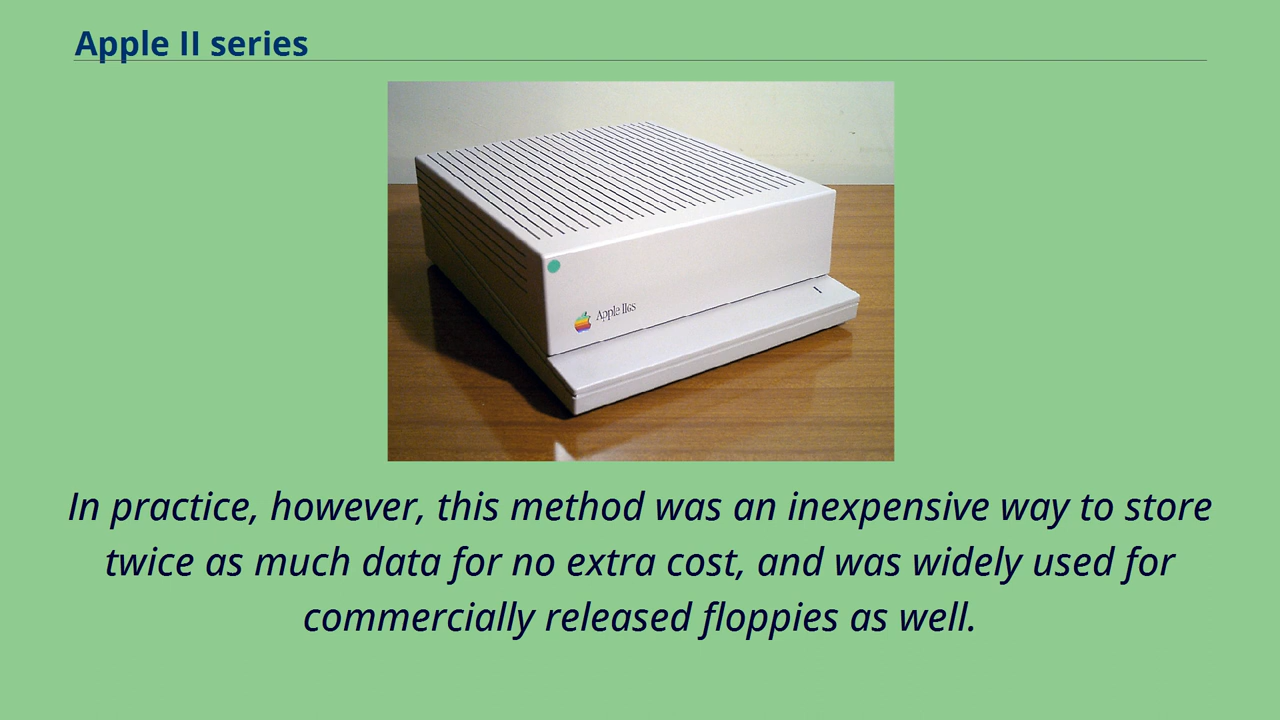 Apple II series
Apple IIGS
In practice, however, this method was an inexpensive way to store
twice as much data for no extra cost, and was widely used for
commercially released floppies as well.